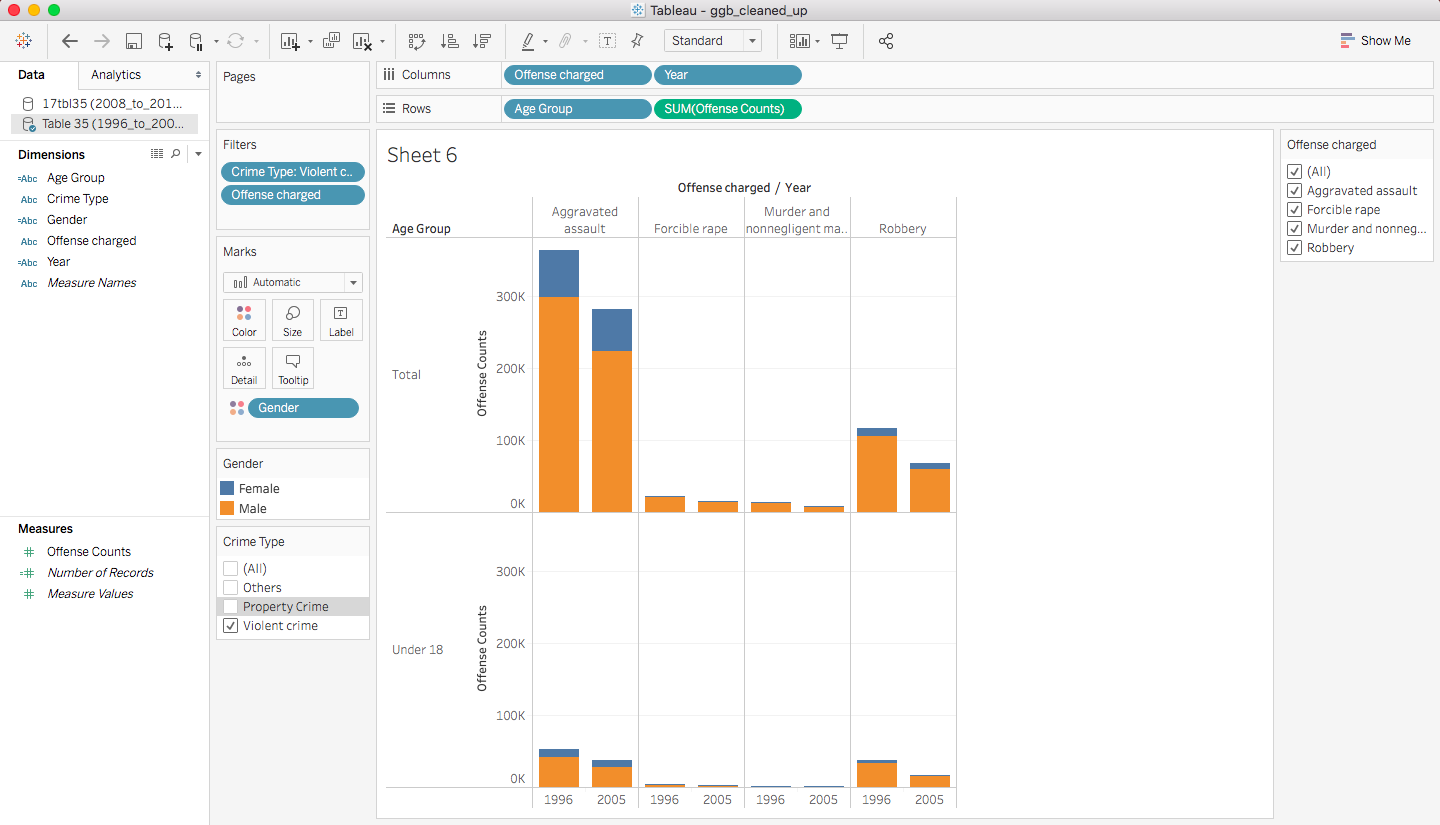 Tableau - ggb_cleaned_up
Standard
Show Me
Data
Analytics
17tbl35 (2008_to_201...
Table 35 (1996_to_200...
Dimensions
=Abc Age Group
Abc Crime Type
=Abc Gender
Abc Offense charged
=Abc Year
Abc Measure Names
Measures
# Offense Counts
=# Number of Records
# Measure Values
Pages
Filters
Crime Type: Violent c..
Offense charged
Marks
Automatic
Color Size Label
T
Detail Tooltip
Gender
Gender
Female
Male
Crime Type
(All)
Others
Property Crime
Violent crime
Columns Offense charged Year
Rows Age Group SUM(Offense Counts)
Sheet 6
Offense charged / Year
Age Group
Aggravated
assault
Forcible rape
Murder and
nonnegligent ma..
Robbery
Total
Offense Counts
300K
200K
100K
0K
Under 18
Offense Counts
300K
200K
100K
0K
1996 2005 1996 2005 1996 2005 1996 2005
Offense charged
(All)
Aggravated assault
Forcible rape
Murder and nonneg...
Robbery